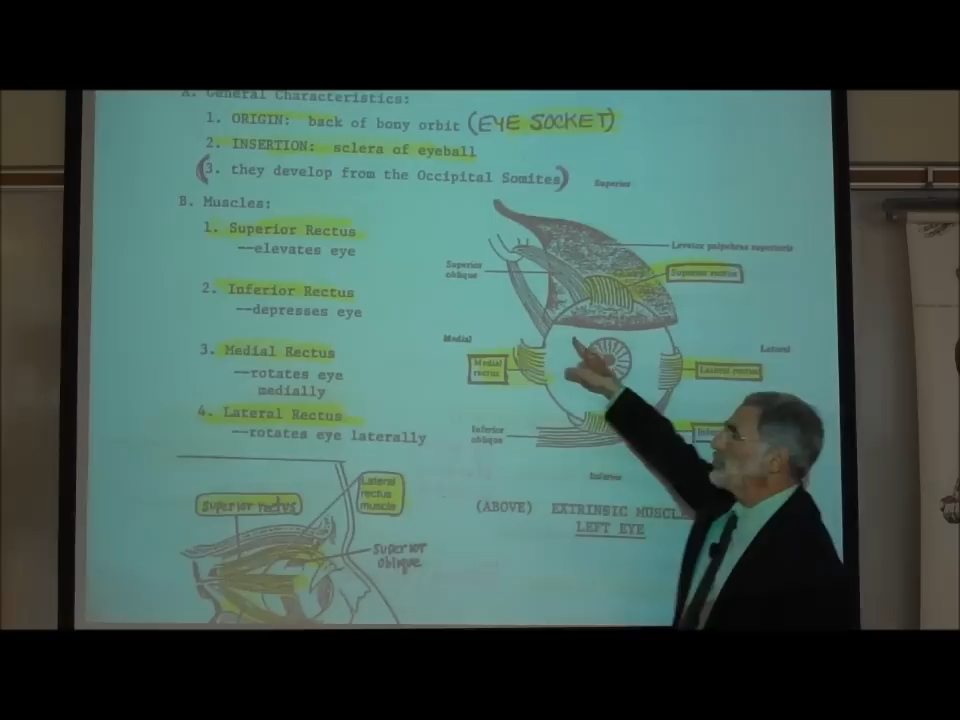 A. General Characteristics:
1. ORIGIN: back of bony orbit (EYE SOCKET)
2. INSERTION: sclera of eyeball
(3. they develop from the Occipital Somites)
B. Muscles:
1. Superior Rectus
--elevates eye
2. Inferior Rectus
--depresses eye
3. Medial Rectus
--rotates eye
medially
4. Lateral Rectus
--rotates eye laterally
Superior
Levator palpebrae superioris
Superior
oblique
Superior rectus
Medial
Lateral
Medial
rectus
Lateral rectus
Inferior
oblique
Inferior
(ABOVE) EXTRINSIC MUSCL
LEFT EYE
Superior rectus
Lateral
rectus
muscle
Superior
oblique